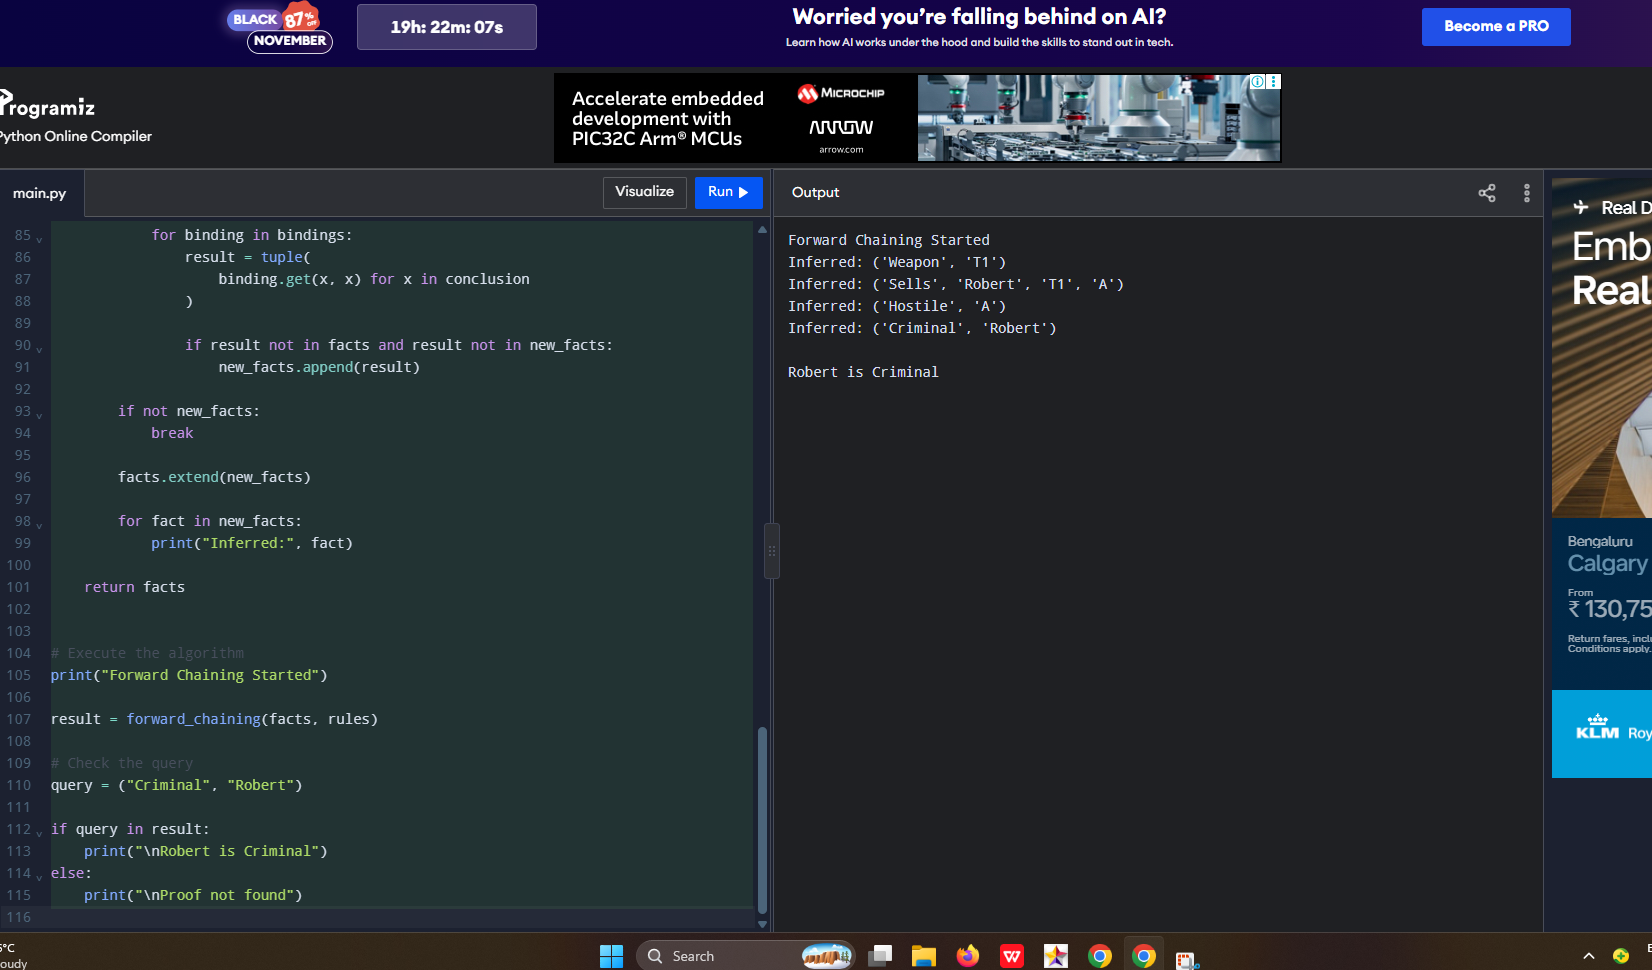 BLACK 87% OFF
NOVEMBER
19h: 22m: 07s
Worried you’re falling behind on AI?
Learn how AI works under the hood and build the skills to stand out in tech.
Become a PRO
Programiz
Python Online Compiler
Accelerate embedded
development with
PIC32C Arm® MCUs
MICROCHIP
ARROW
arrow.com
main.py
Visualize
Run
85 for binding in bindings:
86 result = tuple(
87 binding.get(x, x) for x in conclusion
88 )
89
90 if result not in facts and result not in new_facts:
91 new_facts.append(result)
92
93 if not new_facts:
94 break
95
96 facts.extend(new_facts)
97
98 for fact in new_facts:
99 print("Inferred:", fact)
100
101 return facts
102
103
104 # Execute the algorithm
105 print("Forward Chaining Started")
106
107 result = forward_chaining(facts, rules)
108
109 # Check the query
110 query = ("Criminal", "Robert")
111
112 if query in result:
113 print("\nRobert is Criminal")
114 else:
115 print("\nProof not found")
116
Output
Forward Chaining Started
Inferred: ('Weapon', 'T1')
Inferred: ('Sells', 'Robert', 'T1', 'A')
Inferred: ('Hostile', 'A')
Inferred: ('Criminal', 'Robert')
Robert is Criminal
Real D
Emb
Real
Bengaluru
Calgary
From
₹ 130,75
Return fares, inclu
Conditions apply.
KLM Roy
°C
oudy
Search
W